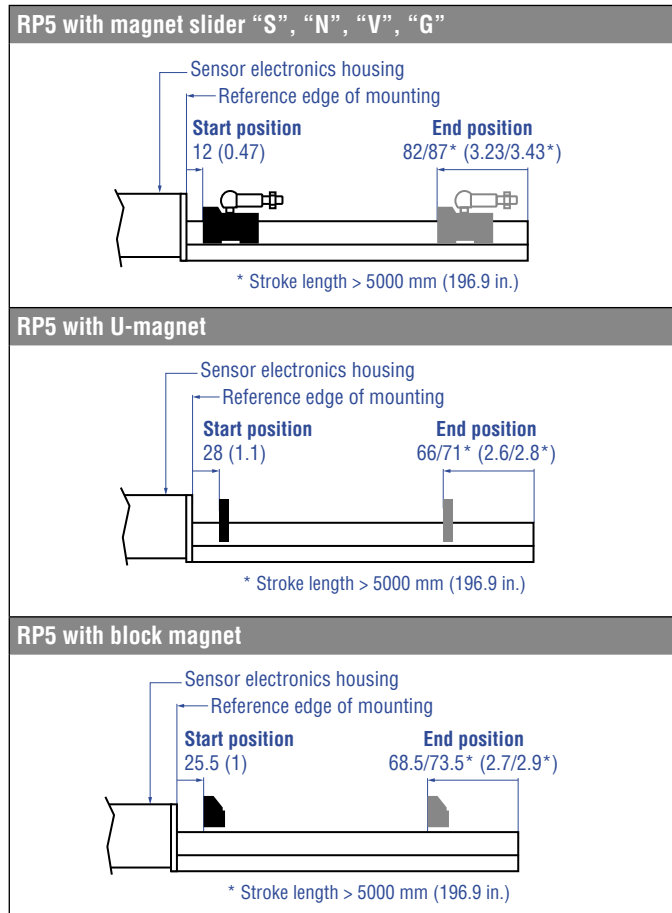 RP5 with magnet slider “S”, “N”, “V”, “G”
Sensor electronics housing
Reference edge of mounting
Start position
End position
12 (0.47)
82/87* (3.23/3.43*)
* Stroke length > 5000 mm (196.9 in.)
RP5 with U-magnet
Sensor electronics housing
Reference edge of mounting
Start position
End position
28 (1.1)
66/71* (2.6/2.8*)
* Stroke length > 5000 mm (196.9 in.)
RP5 with block magnet
Sensor electronics housing
Reference edge of mounting
Start position
End position
25.5 (1)
68.5/73.5* (2.7/2.9*)
* Stroke length > 5000 mm (196.9 in.)